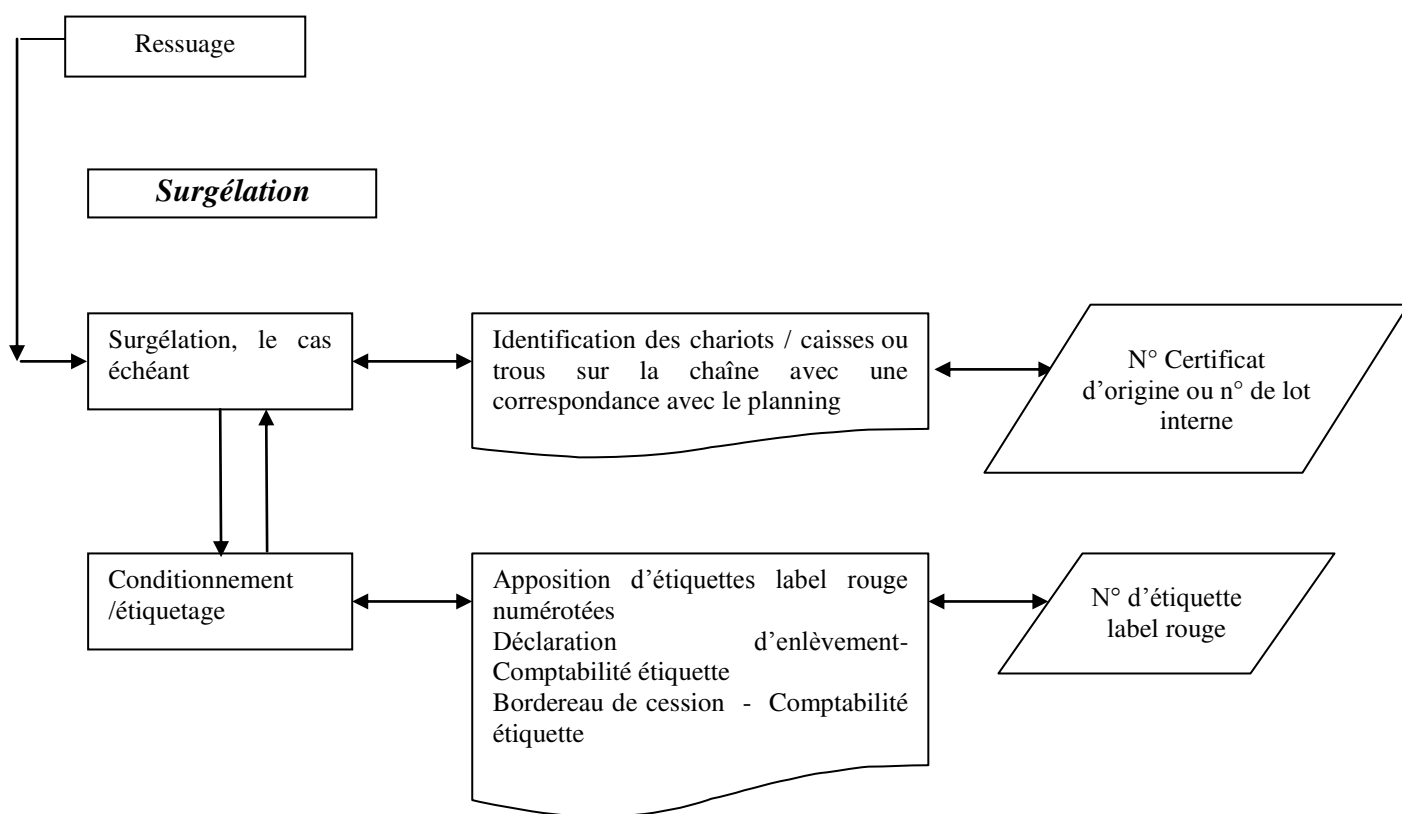 Ressuage
Surgélation
Surgélation, le cas
échéant
Identification des chariots / caisses ou
trous sur la chaîne avec une
correspondance avec le planning
N° Certificat
d'origine ou n° de lot
interne
Conditionnement
/étiquetage
Apposition d'étiquettes label rouge
numérotées
Déclaration d'enlèvement-
Comptabilité étiquette
Bordereau de cession - Comptabilité
étiquette
N° d'étiquette
label rouge